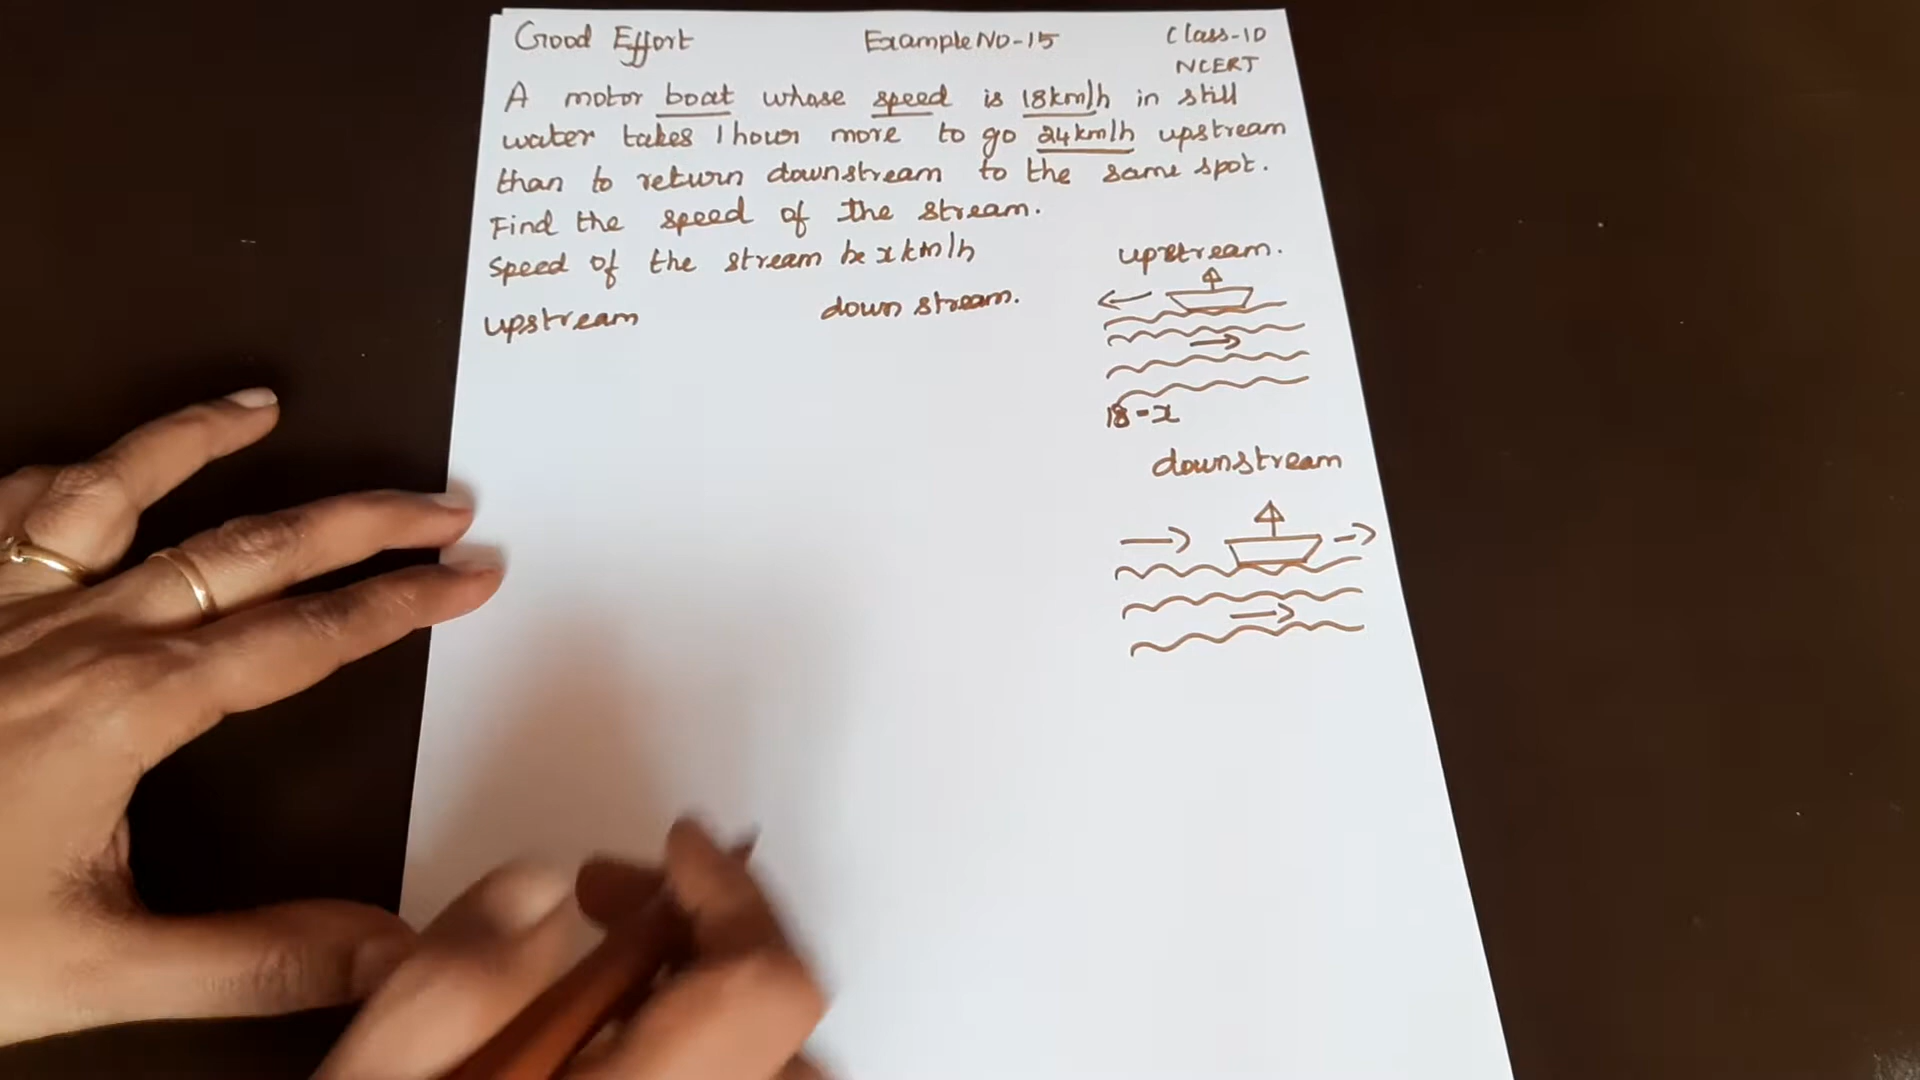 Good Effort Example No-15 Class-10
NCERT
A motor boat whose speed is 18km/h in still
water takes 1 hour more to go 24km/h upstream
than to return downstream to the same spot.
Find the speed of the stream.
Speed of the stream be x km/h
upstream down stream.
upstream.
18-x
downstream